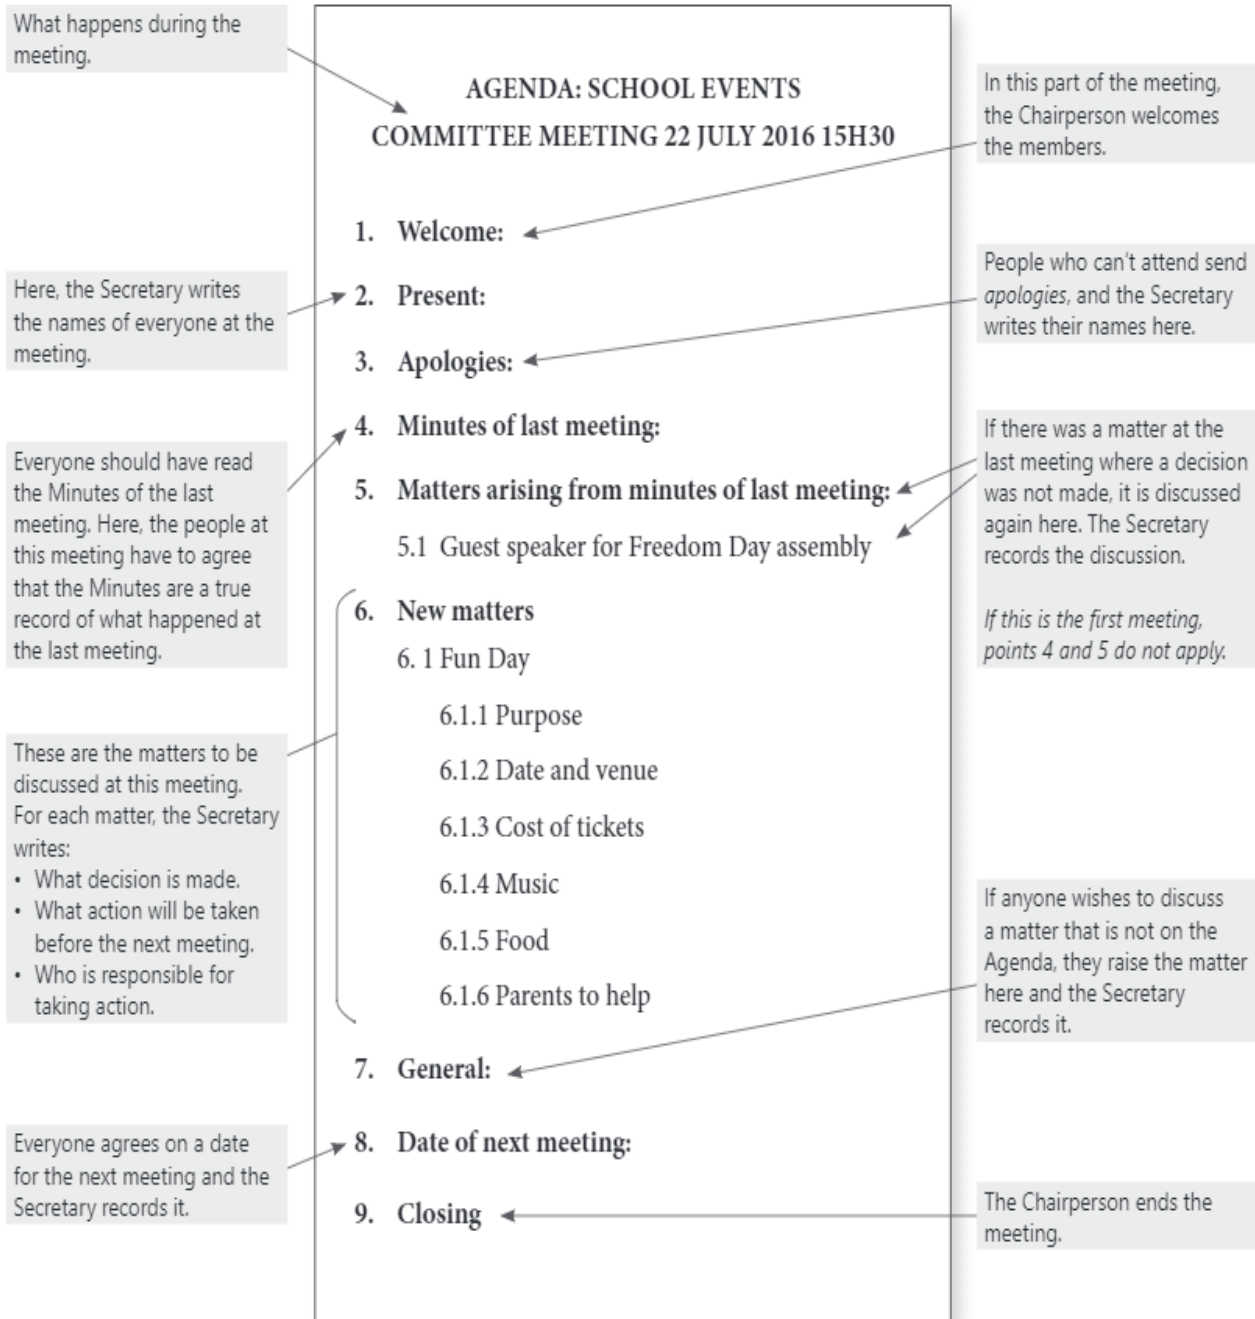 What happens during the
meeting.
AGENDA: SCHOOL EVENTS
COMMITTEE MEETING 22 JULY 2016 15H30
In this part of the meeting,
the Chairperson welcomes
the members.
1. Welcome:
Here, the Secretary writes
the names of everyone at the
meeting.
2. Present:
People who can't attend send
apologies, and the Secretary
writes their names here.
3. Apologies:
4. Minutes of last meeting:
Everyone should have read
the Minutes of the last
meeting. Here, the people at
this meeting have to agree
that the Minutes are a true
record of what happened at
the last meeting.
5. Matters arising from minutes of last meeting:
5.1 Guest speaker for Freedom Day assembly
If there was a matter at the
last meeting where a decision
was not made, it is discussed
again here. The Secretary
records the discussion.
If this is the first meeting,
points 4 and 5 do not apply.
6. New matters
6. 1 Fun Day
6.1.1 Purpose
6.1.2 Date and venue
6.1.3 Cost of tickets
6.1.4 Music
6.1.5 Food
6.1.6 Parents to help
These are the matters to be
discussed at this meeting.
For each matter, the Secretary
writes:
• What decision is made.
• What action will be taken
before the next meeting.
• Who is responsible for
taking action.
If anyone wishes to discuss
a matter that is not on the
Agenda, they raise the matter
here and the Secretary
records it.
7. General:
Everyone agrees on a date
for the next meeting and the
Secretary records it.
8. Date of next meeting:
9. Closing
The Chairperson ends the
meeting.